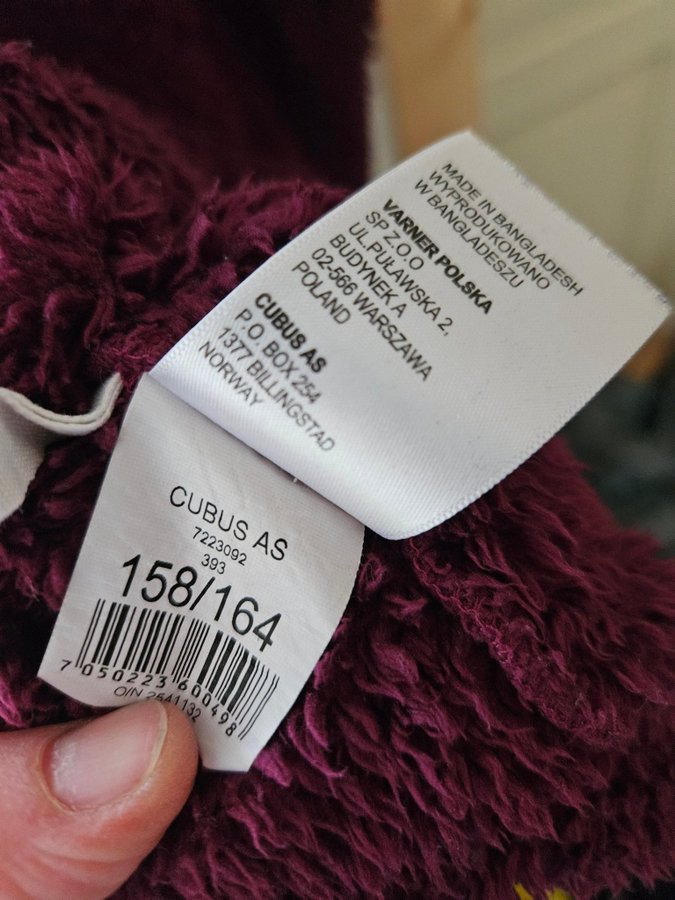 MADE IN BANGLADESH
WYPRODUKOWANO
W BANGLADESZU
VARNER POLSKA
SP Z.O.O
UL.PUŁAWSKA 2,
BUDYNEK A
02-566 WARSZAWA
POLAND
CUBUS AS
P.O. BOX 254
1377 BILLINGSTAD
NORWAY
CUBUS AS
7223092
393
158/164
7 050223 600498
O/N 2541132